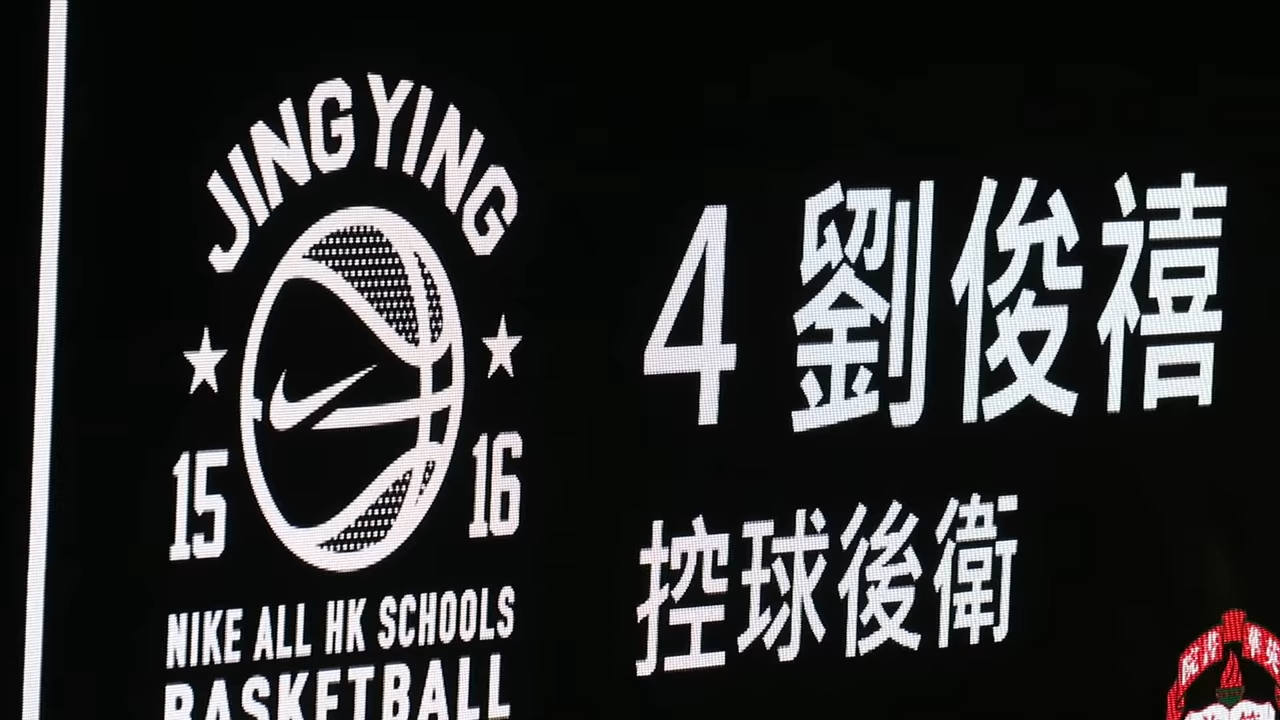 JING YING
15 16
NIKE ALL HK SCHOOLS
BASKETBALL
4 劉俊禧
控球後衛